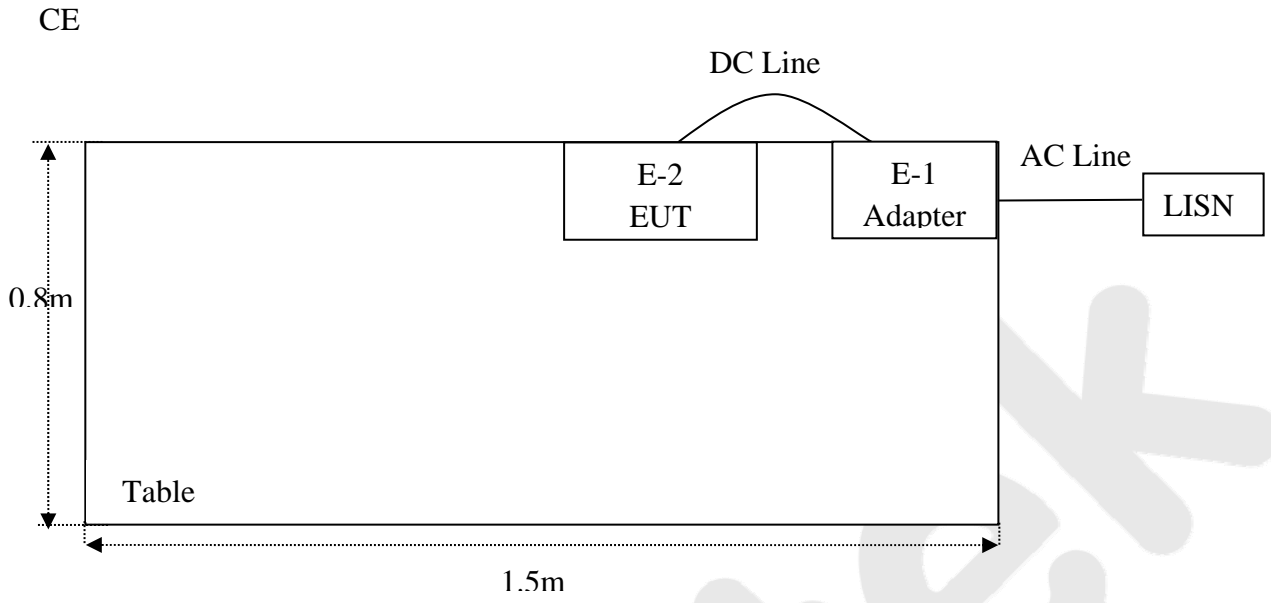 CE
DC Line
E-2
EUT
E-1
Adapter
AC Line
LISN
0.8m
Table
1.5m